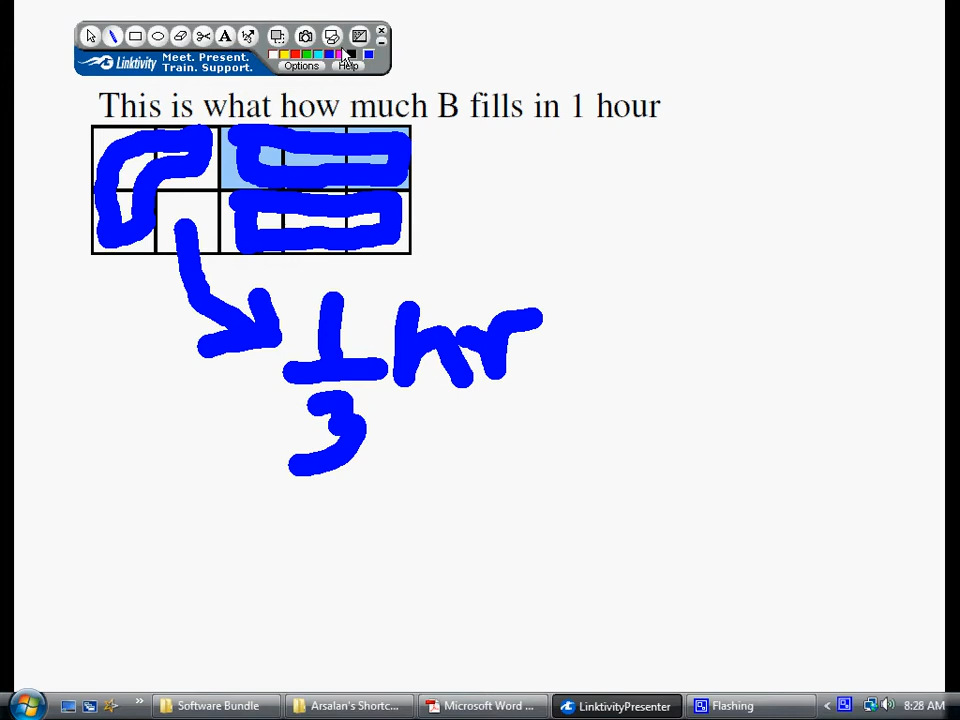 Linktivity
Meet. Present.
Train. Support.
Options
Help
This is what how much B fills in 1 hour
1
3
hr
Software Bundle
Arsalan's Shortc...
Microsoft Word ...
LinktivityPresenter
Flashing
8:28 AM